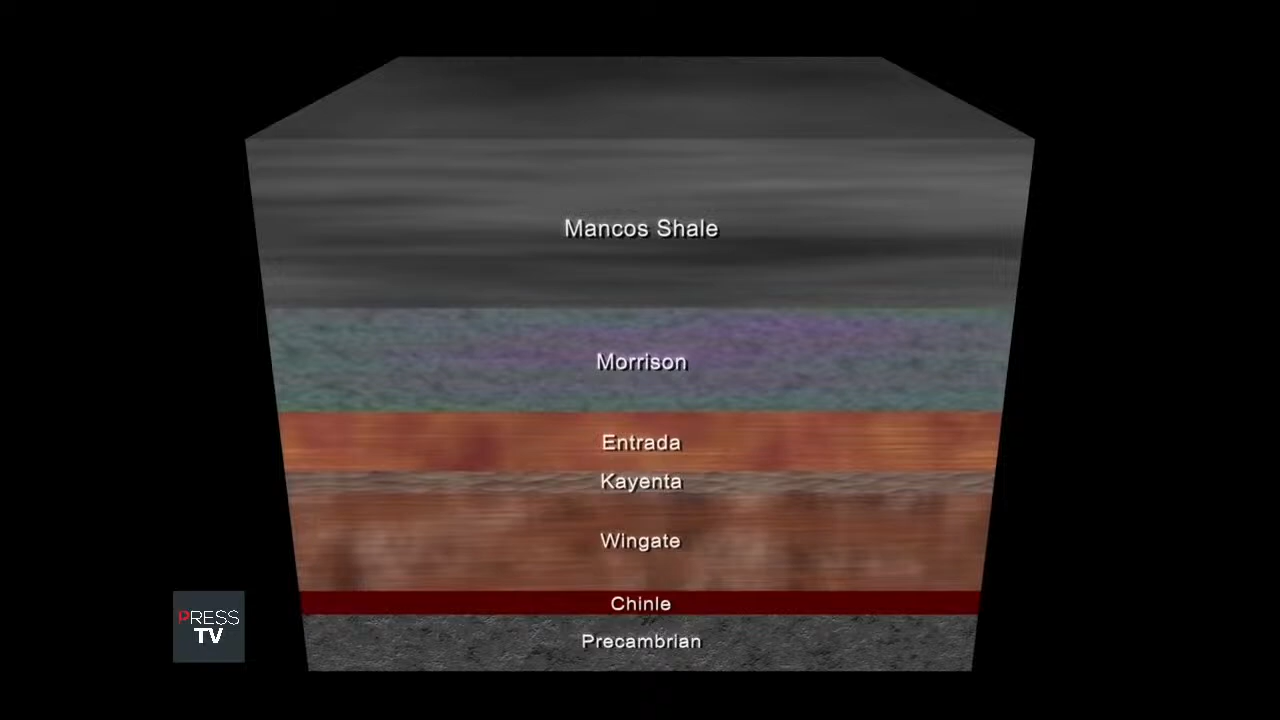 Mancos Shale
Morrison
Entrada
Kayenta
Wingate
Chinle
Precambrian
PRESS
TV